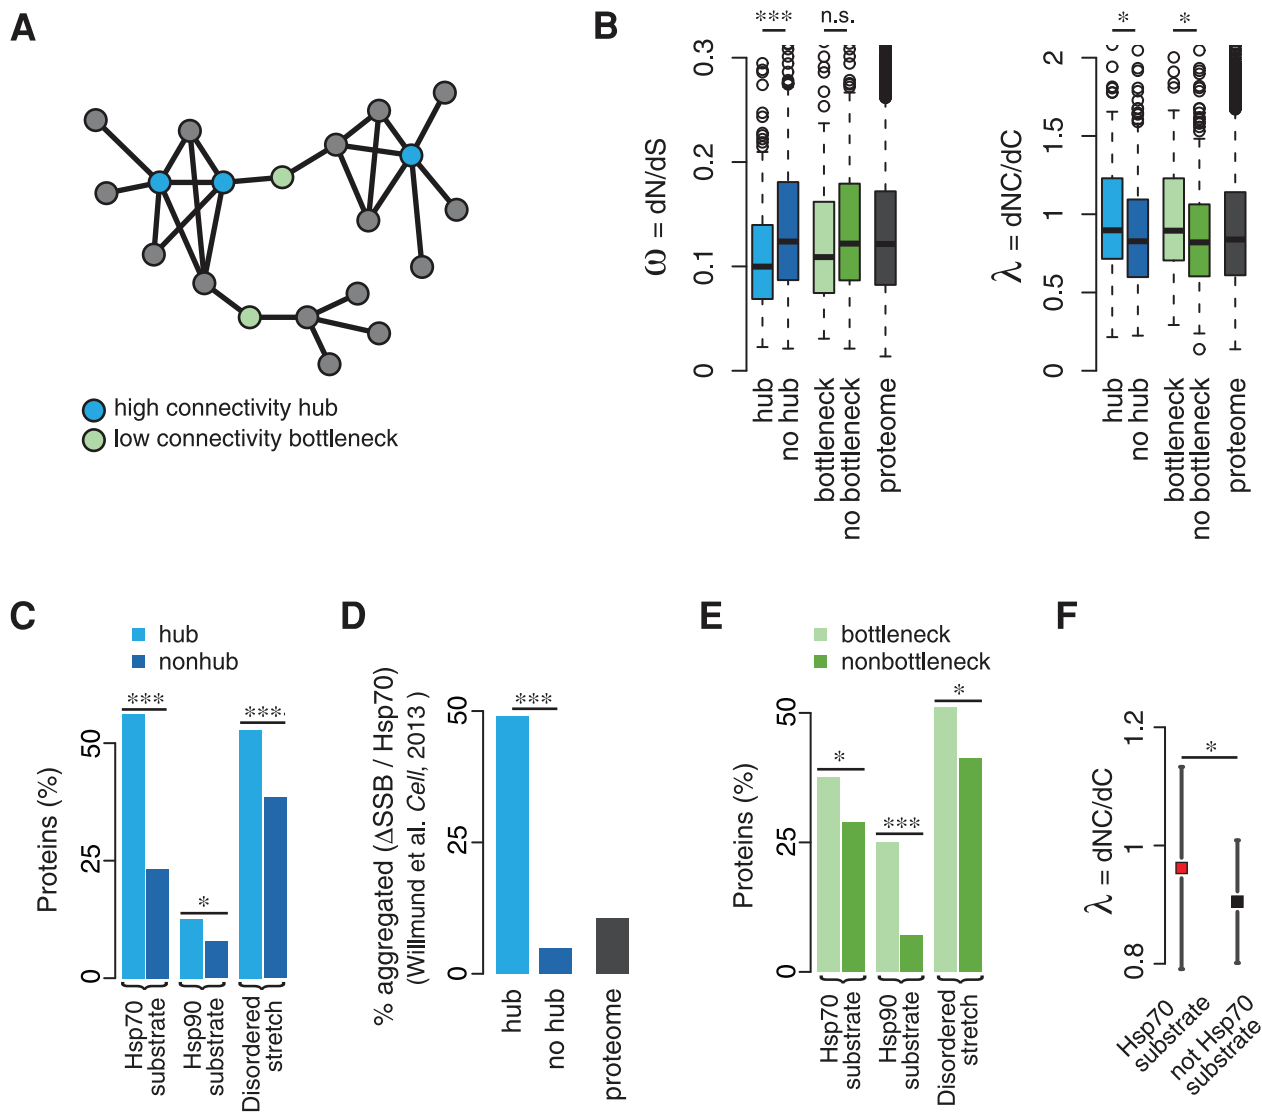 A
high connectivity hub
low connectivity bottleneck
B
ω = dN/dS
0
0.1
0.2
0.3
***
n.s.
hub
no hub
bottleneck
no bottleneck
proteome
λ = dNC/dC
0
0.5
1
1.5
2
*
*
hub
no hub
bottleneck
no bottleneck
proteome
C
hub
nonhub
Proteins (%)
0
25
50
***
*
***
Hsp70
substrate
Hsp90
substrate
Disordered
stretch
D
% aggregated (ΔSSB / Hsp70)
(Willmund et al. Cell, 2013 )
0
25
50
***
hub
no hub
proteome
E
bottleneck
nonbottleneck
Proteins (%)
0
25
50
*
***
*
Hsp70
substrate
Hsp90
substrate
Disordered
stretch
F
λ = dNC/dC
0.8
1
1.2
*
Hsp70
substrate
not Hsp70
substrate